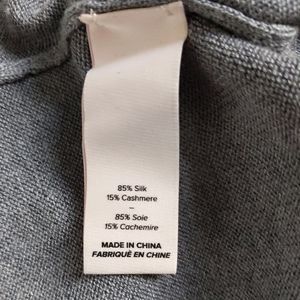 85% Silk
15% Cashmere
–
85% Soie
15% Cachemire
MADE IN CHINA
FABRIQUÉ EN CHINE